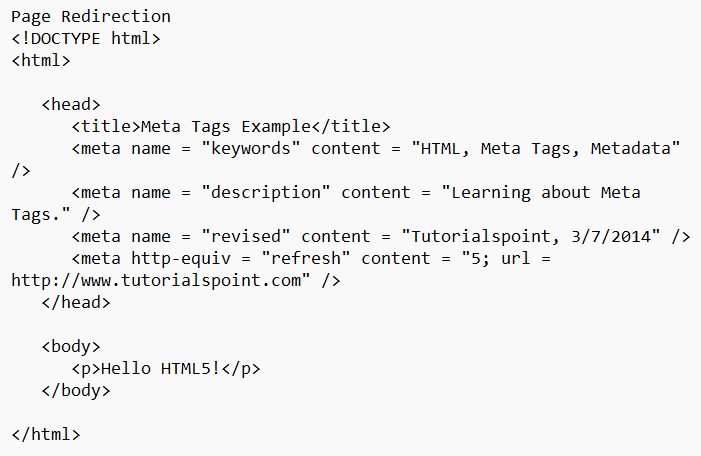 Page Redirection
<!DOCTYPE html>
<html>
<head>
<title>Meta Tags Example</title>
<meta name = "keywords" content = "HTML, Meta Tags, Metadata"
/>
<meta name = "description" content = "Learning about Meta
Tags." />
<meta name = "revised" content = "Tutorialspoint, 3/7/2014" />
<meta http-equiv = "refresh" content = "5; url =
http://www.tutorialspoint.com" />
</head>
<body>
<p>Hello HTML5!</p>
</body>
</html>